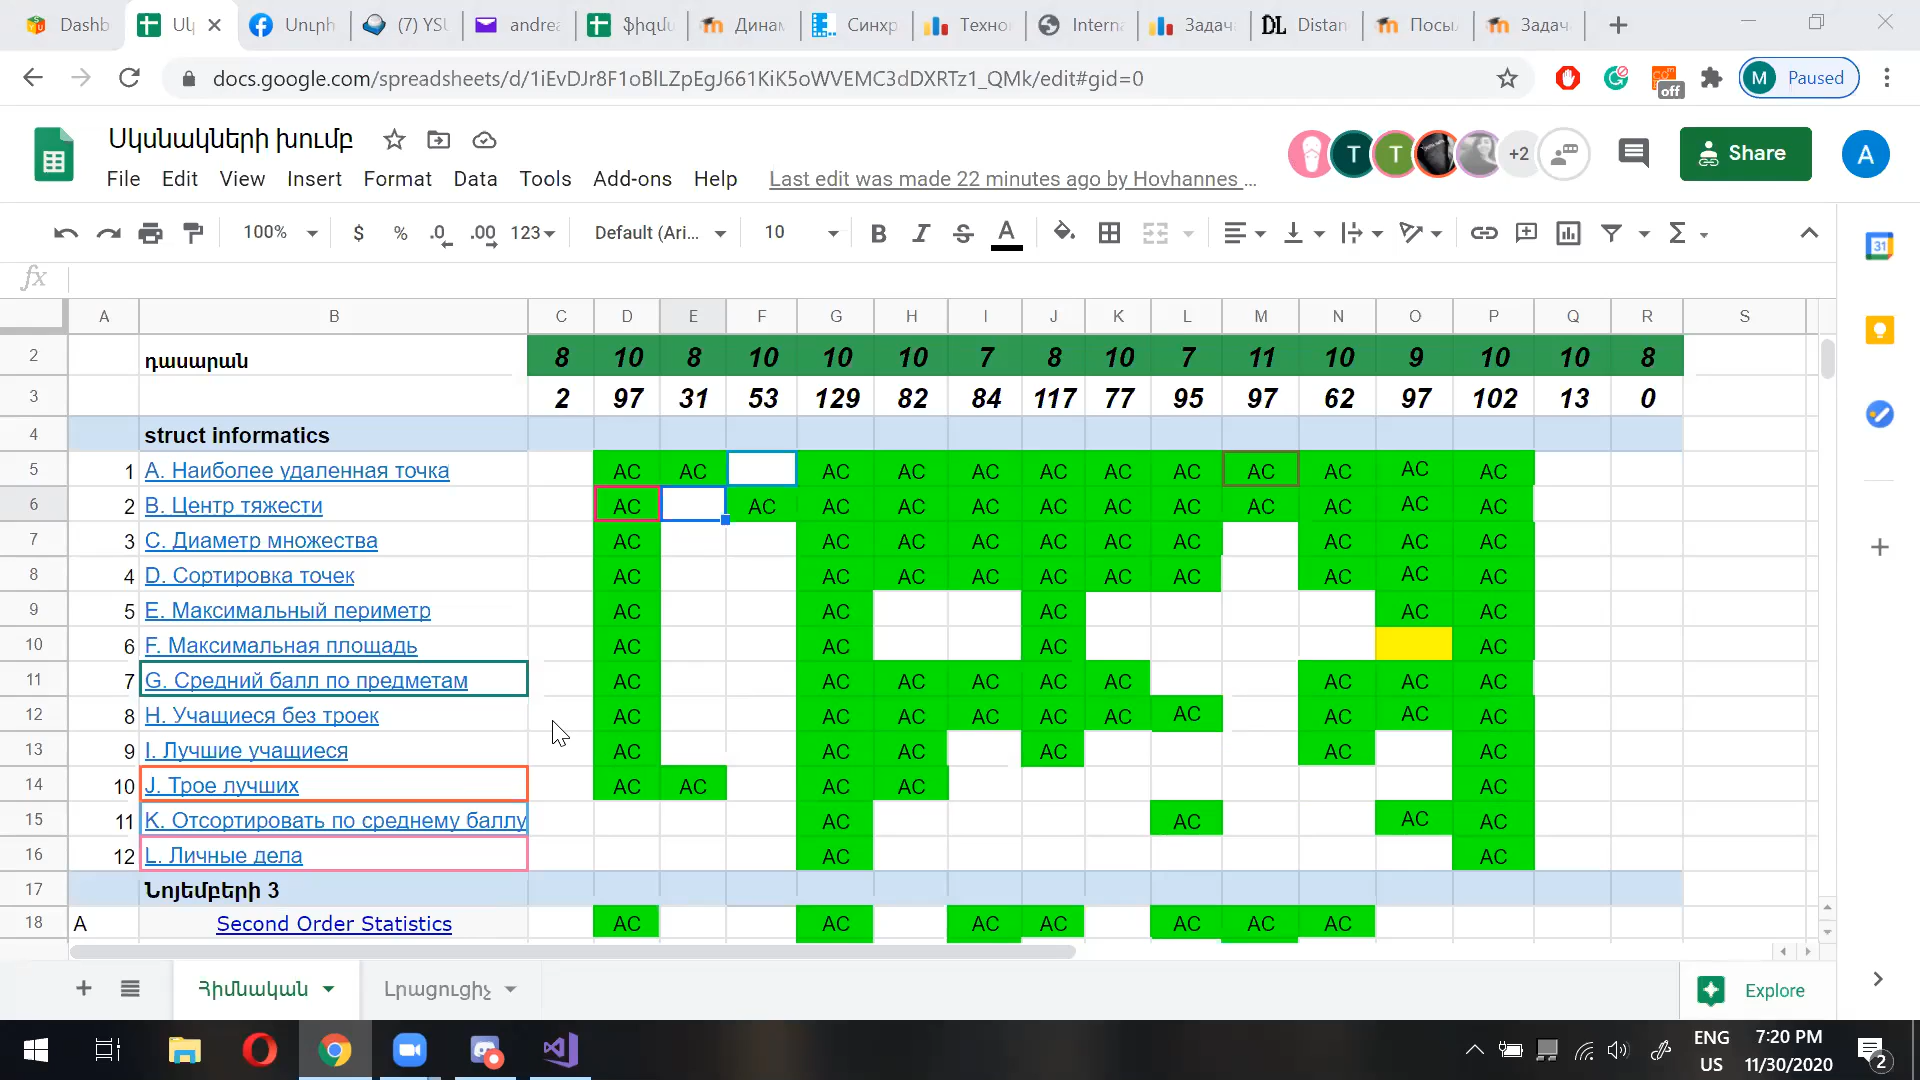 Dashb
Սկ
Սուրհ
(7) YSU
andrea
ֆիզմ
Динам
Синхр
Техно
Interna
Задач
Distan
Посы
Задач
docs.google.com/spreadsheets/d/1iEvDJr8F1oBlLZpEgJ661KiK5oWVEMC3dDXRTz1_QMk/edit#gid=0
off
M Paused
Սկսնակների խումբ
T T +2
Share
A
File Edit View Insert Format Data Tools Add-ons Help Last edit was made 22 minutes ago by Hovhannes ...
100% $ % .0 .00 123 Default (Ari... 10 B I S A
31
fx
A B C D E F G H I J K L M N O P Q R S
2 դասարան 8 10 8 10 10 10 7 8 10 7 11 10 9 10 10 8
3 2 97 31 53 129 82 84 117 77 95 97 62 97 102 13 0
4 struct informatics
5 1 A. Наиболее удаленная точка AC AC AC AC AC AC AC AC AC AC AC AC
6 2 B. Центр тяжести AC AC AC AC AC AC AC AC AC AC AC AC
7 3 C. Диаметр множества AC AC AC AC AC AC AC AC AC AC
8 4 D. Сортировка точек AC AC AC AC AC AC AC AC AC AC
9 5 E. Максимальный периметр AC AC AC AC AC
10 6 F. Максимальная площадь AC AC AC AC
11 7 G. Средний балл по предметам AC AC AC AC AC AC AC AC AC
12 8 H. Учащиеся без троек AC AC AC AC AC AC AC AC AC AC
13 9 I. Лучшие учащиеся AC AC AC AC AC AC
14 10 J. Трое лучших AC AC AC AC AC
15 11 K. Отсортировать по среднему баллу AC AC AC AC
16 12 L. Личные дела AC AC
17 Նոյեմբերի 3
18 A Second Order Statistics AC AC AC AC AC AC AC
Հիմնական Լրացուցիչ Explore
ENG
US
7:20 PM
11/30/2020
2